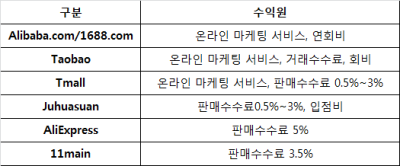 구분 수익원
Alibaba.com/1688.com 온라인 마케팅 서비스, 연회비
Taobao 온라인 마케팅 서비스, 거래수수료, 회비
Tmall 온라인 마케팅 서비스, 판매수수료 0.5%~3%
Juhuasuan 판매수수료0.5%~3%, 입점비
AliExpress 판매수수료 5%
11main 판매수수료 3.5%